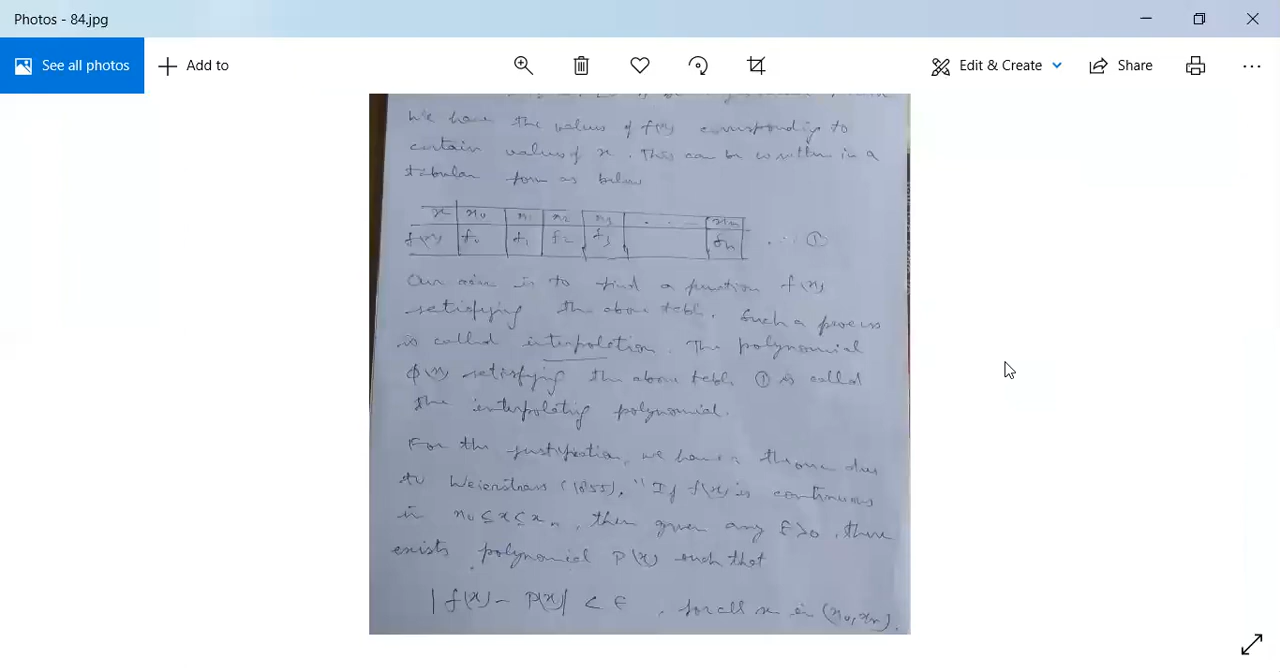 Photos - 84.jpg
See all photos
Add to
Edit & Create
Share
We have the values of f(x) corresponding to
certain values of x. This can be written in a
tabular form as below
x x0 x1 x2 x3 . . . xn
f(x) f0 f1 f2 f3 fn ... ①
Our aim is to find a function f(x)
satisfying the above table. Such a process
is called interpolation. The polynomial
φ(x) satisfying the above table ① is called
the interpolating polynomial.
For the justification, we have a theorem due
to Weierstrass (1855), "If f(x) is continuous
in x0 ≤ x ≤ xn, then given any ε>0, there
exists polynomial P(x) such that
|f(x) - P(x)| < ε, for all x in (x0, xn).